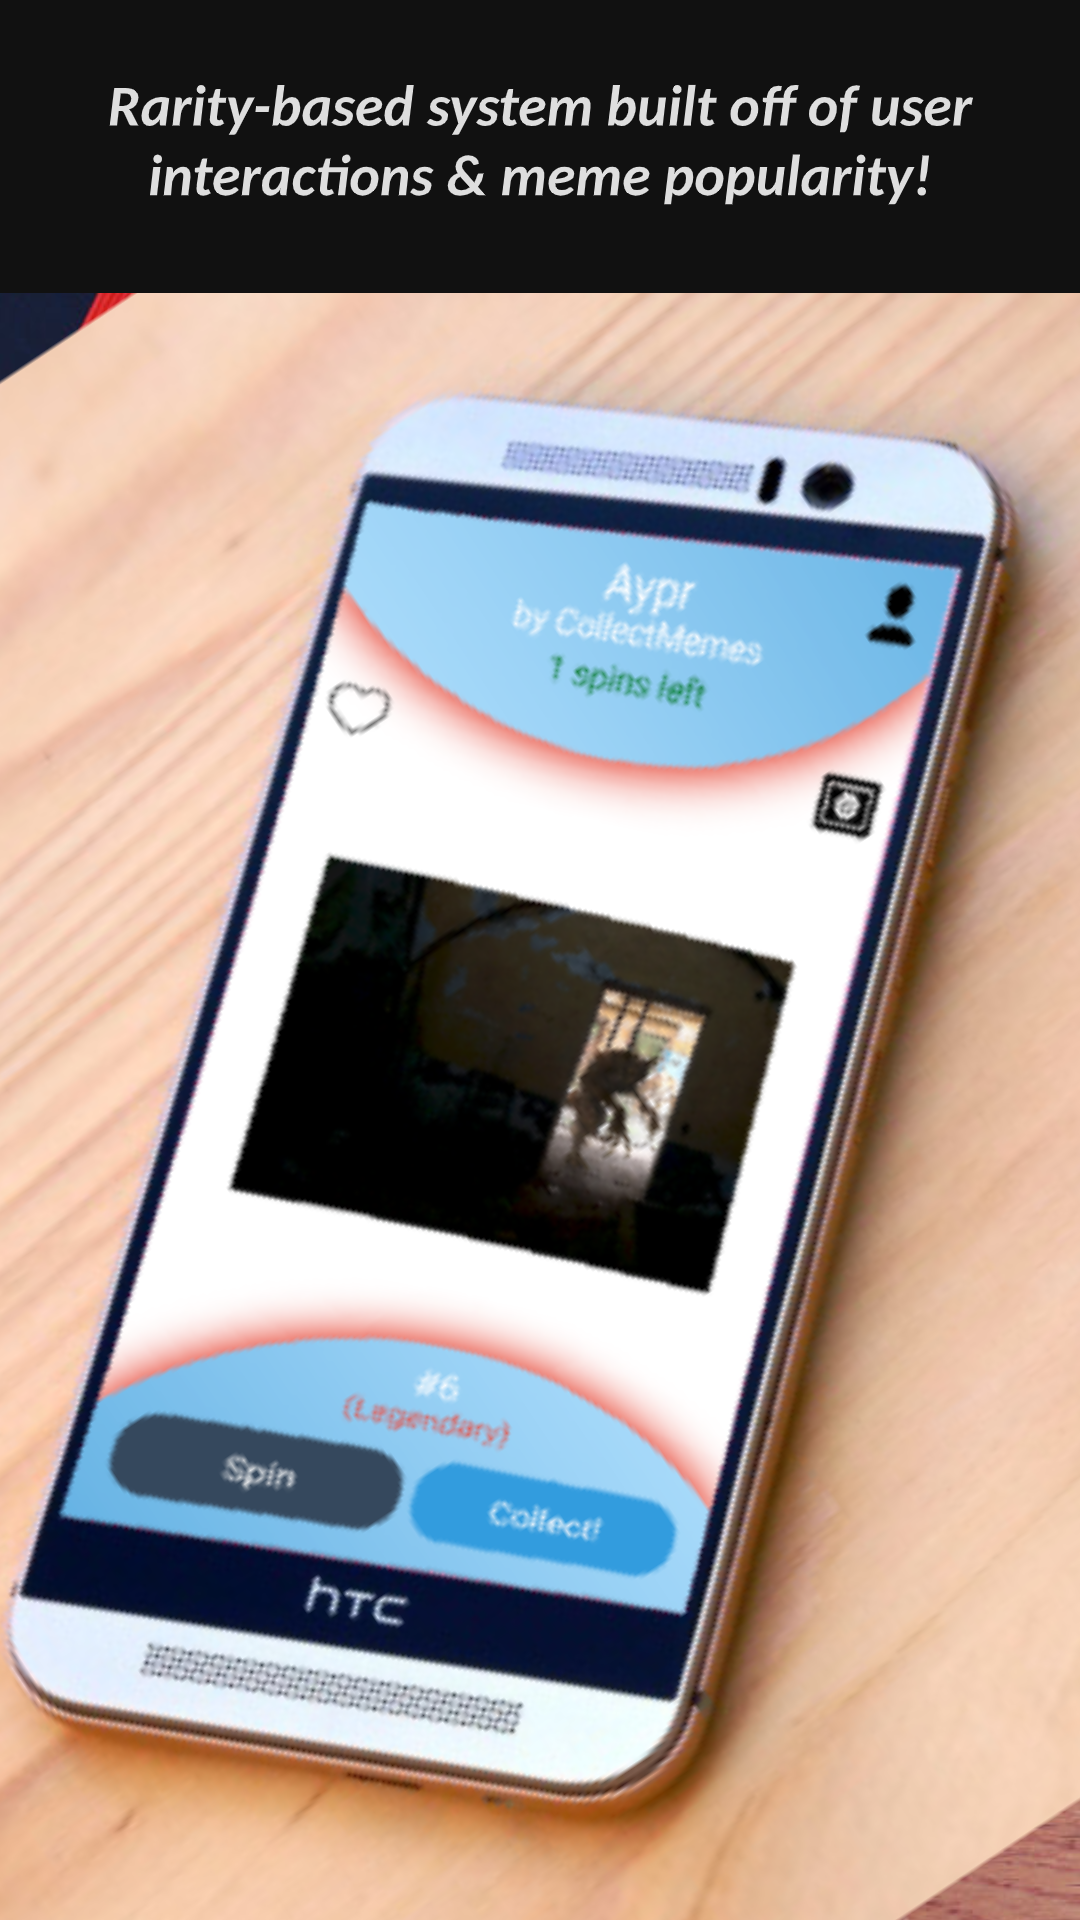 Rarity-based system built off of user
interactions & meme popularity!
Aypr
by CollectMemes
1 spins left
#6
(Legendary)
Spin
Collect!
hTC